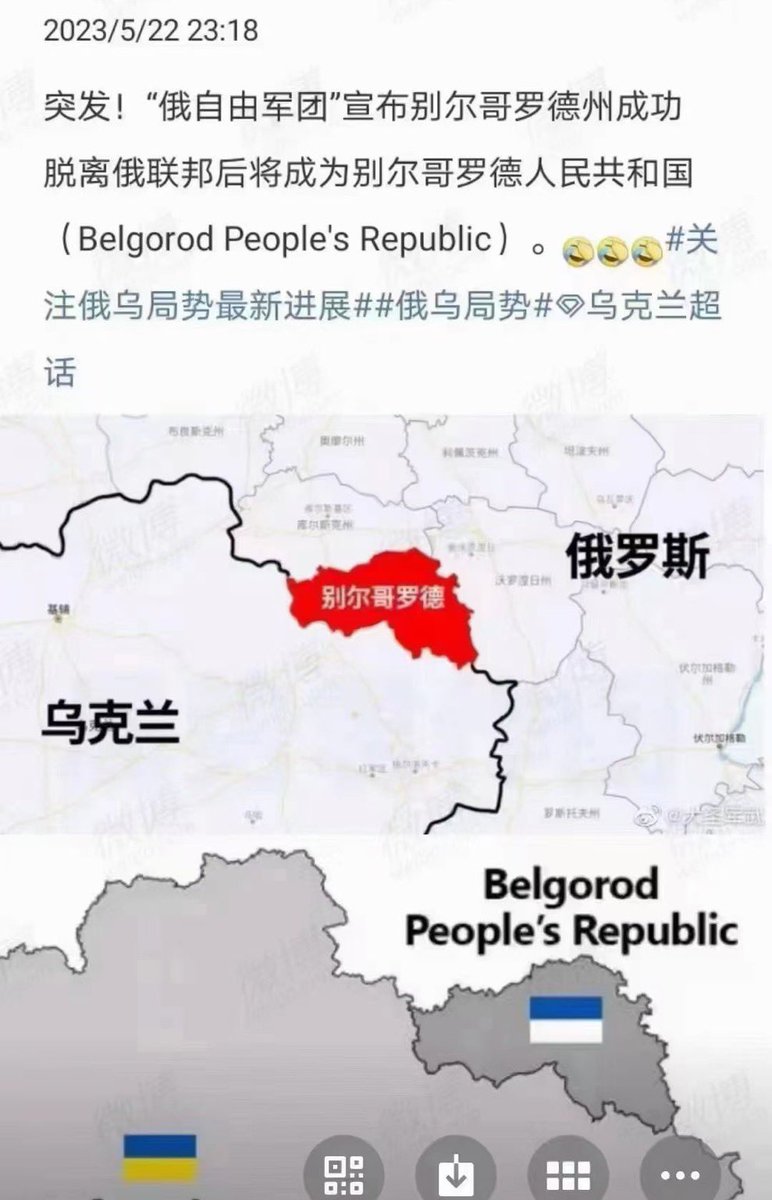 2023/5/22 23:18
突发！“俄自由军团”宣布别尔哥罗德州成功
脱离俄联邦后将成为别尔哥罗德人民共和国
（Belgorod People's Republic）。🤣🤣🤣#关
注俄乌局势最新进展##俄乌局势#乌克兰超
话
布良斯克州
奥廖尔州
利佩茨克州
坦波夫州
库尔斯克州
俄罗斯
别尔哥罗德
沃罗涅日州
基辅
伏尔加格勒
州
乌克兰
伏尔加格勒
罗斯托夫州
Belgorod
People's Republic